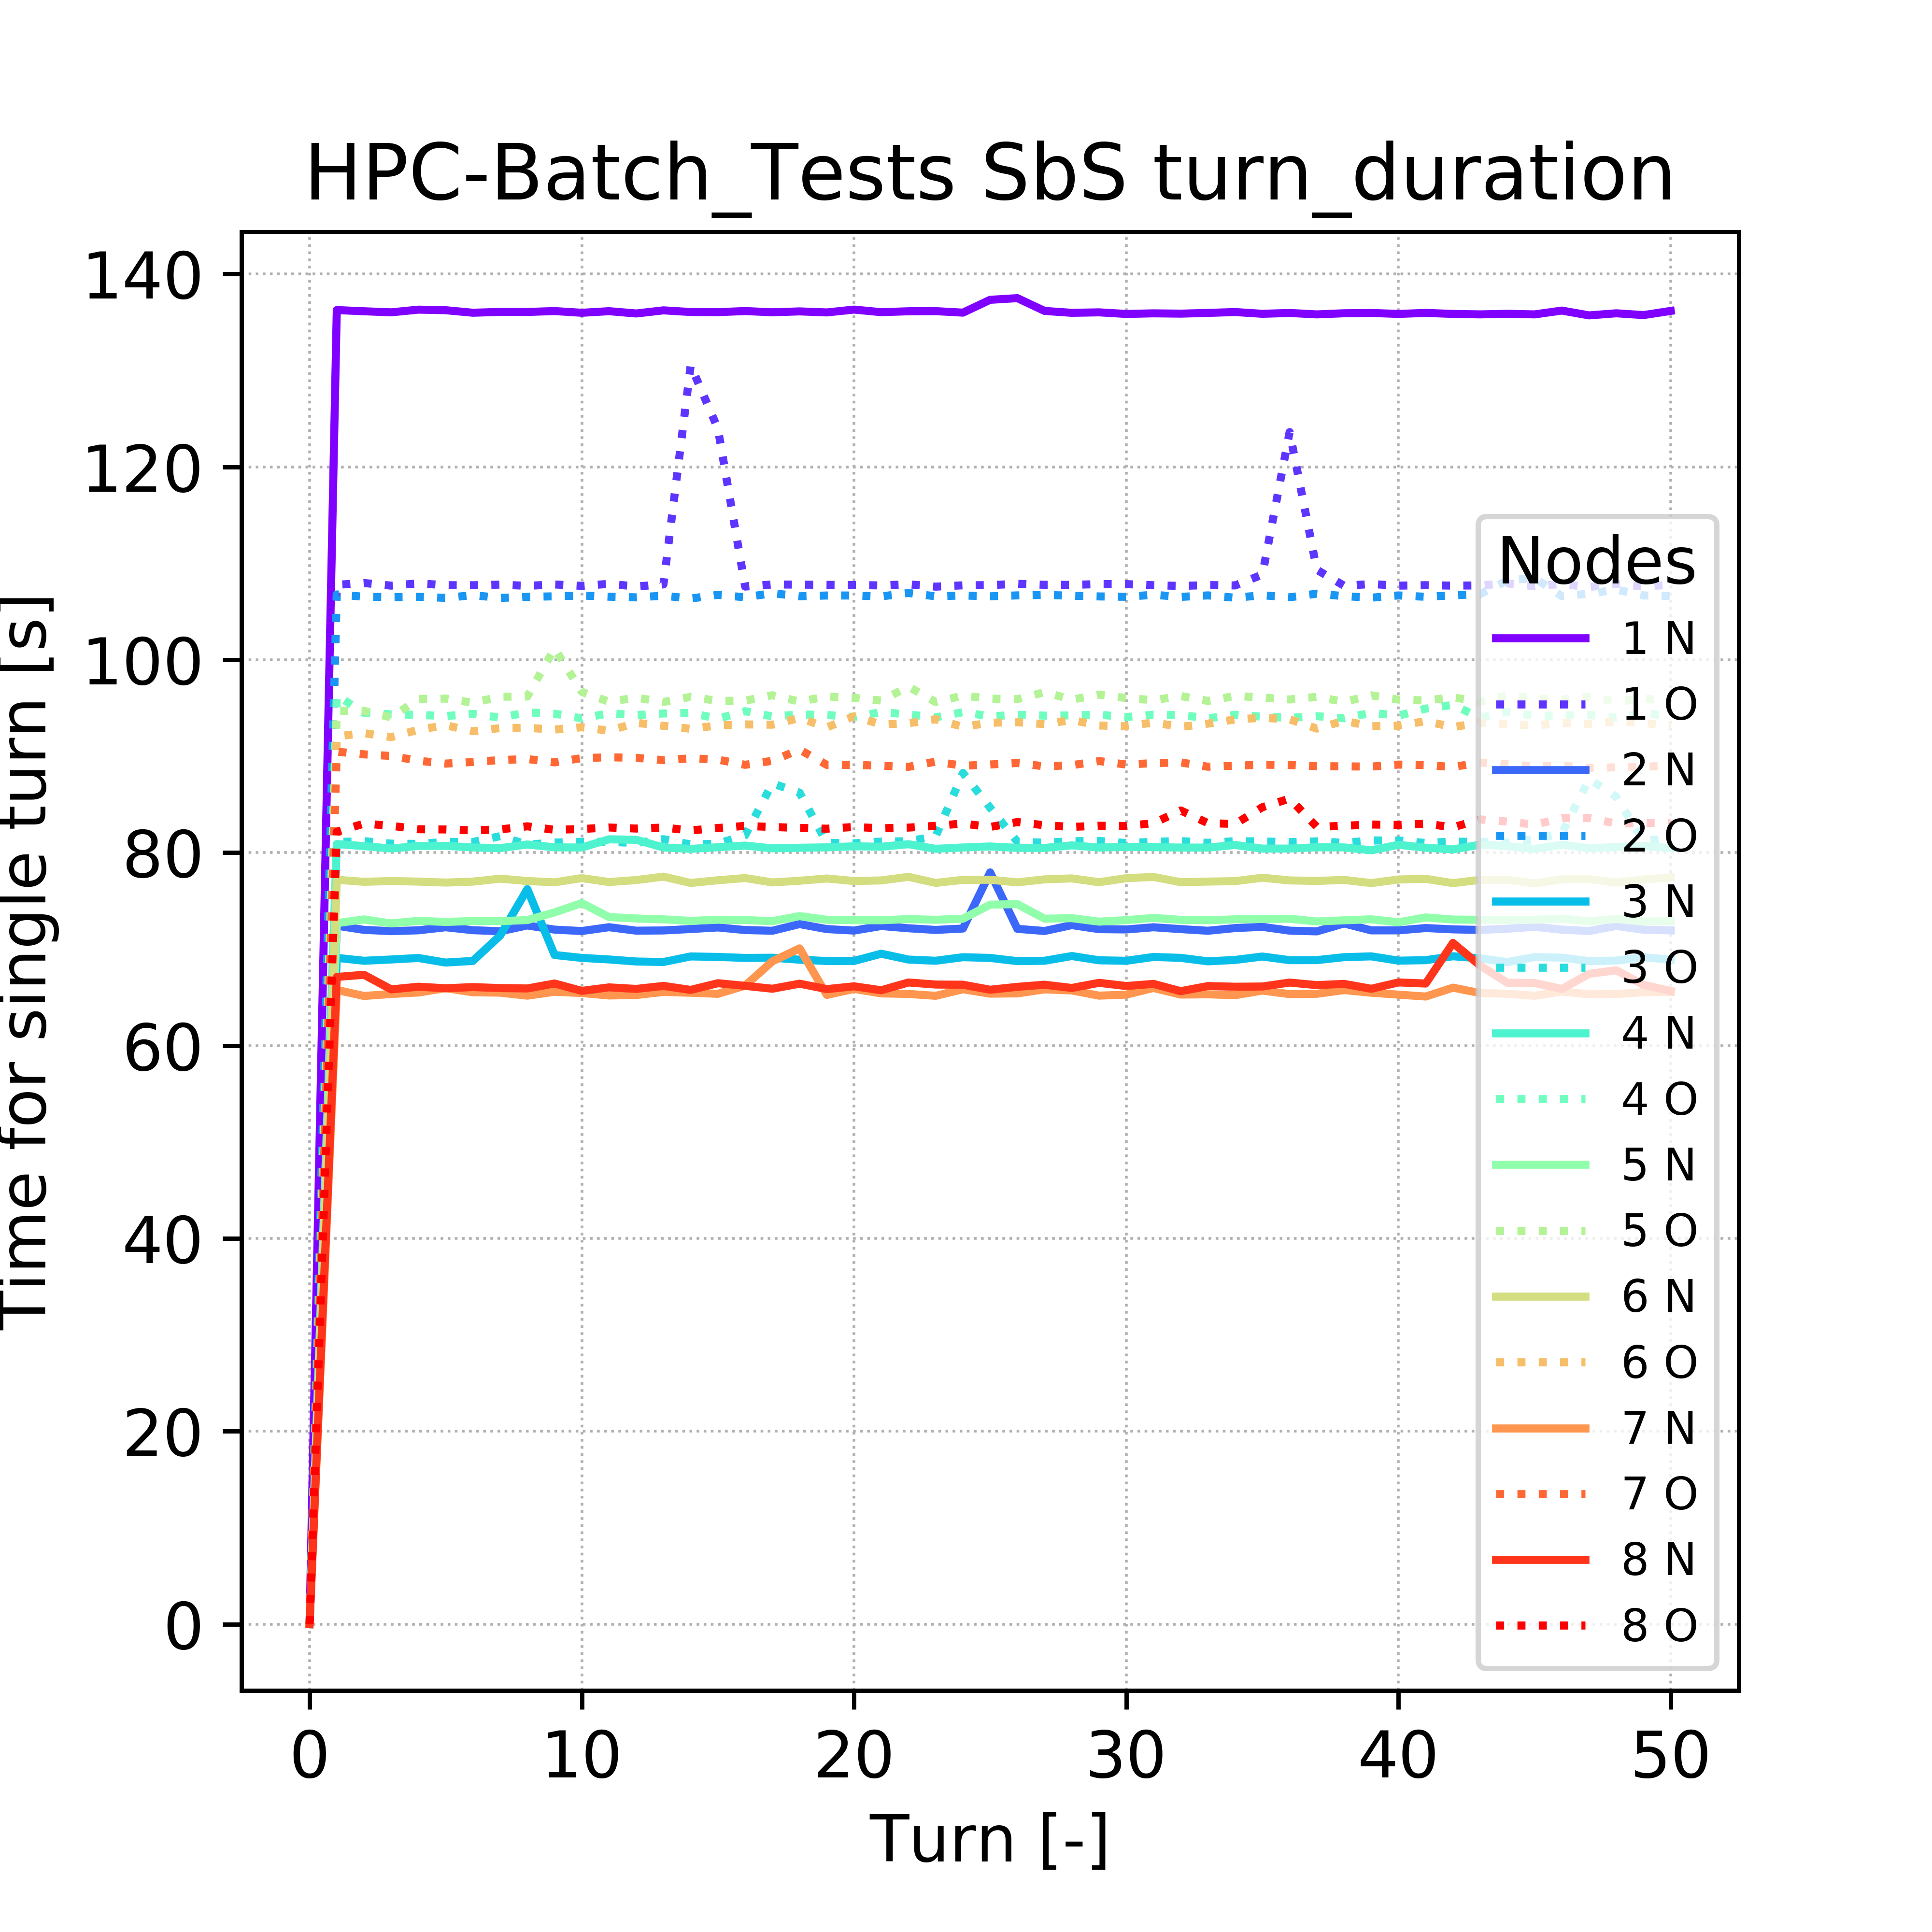 HPC-Batch_Tests SbS turn_duration
Time for single turn [s]
140
120
100
80
60
40
20
0
0 10 20 30 40 50
Turn [-]
Nodes
1 N
1 O
2 N
2 O
3 N
3 O
4 N
4 O
5 N
5 O
6 N
6 O
7 N
7 O
8 N
8 O